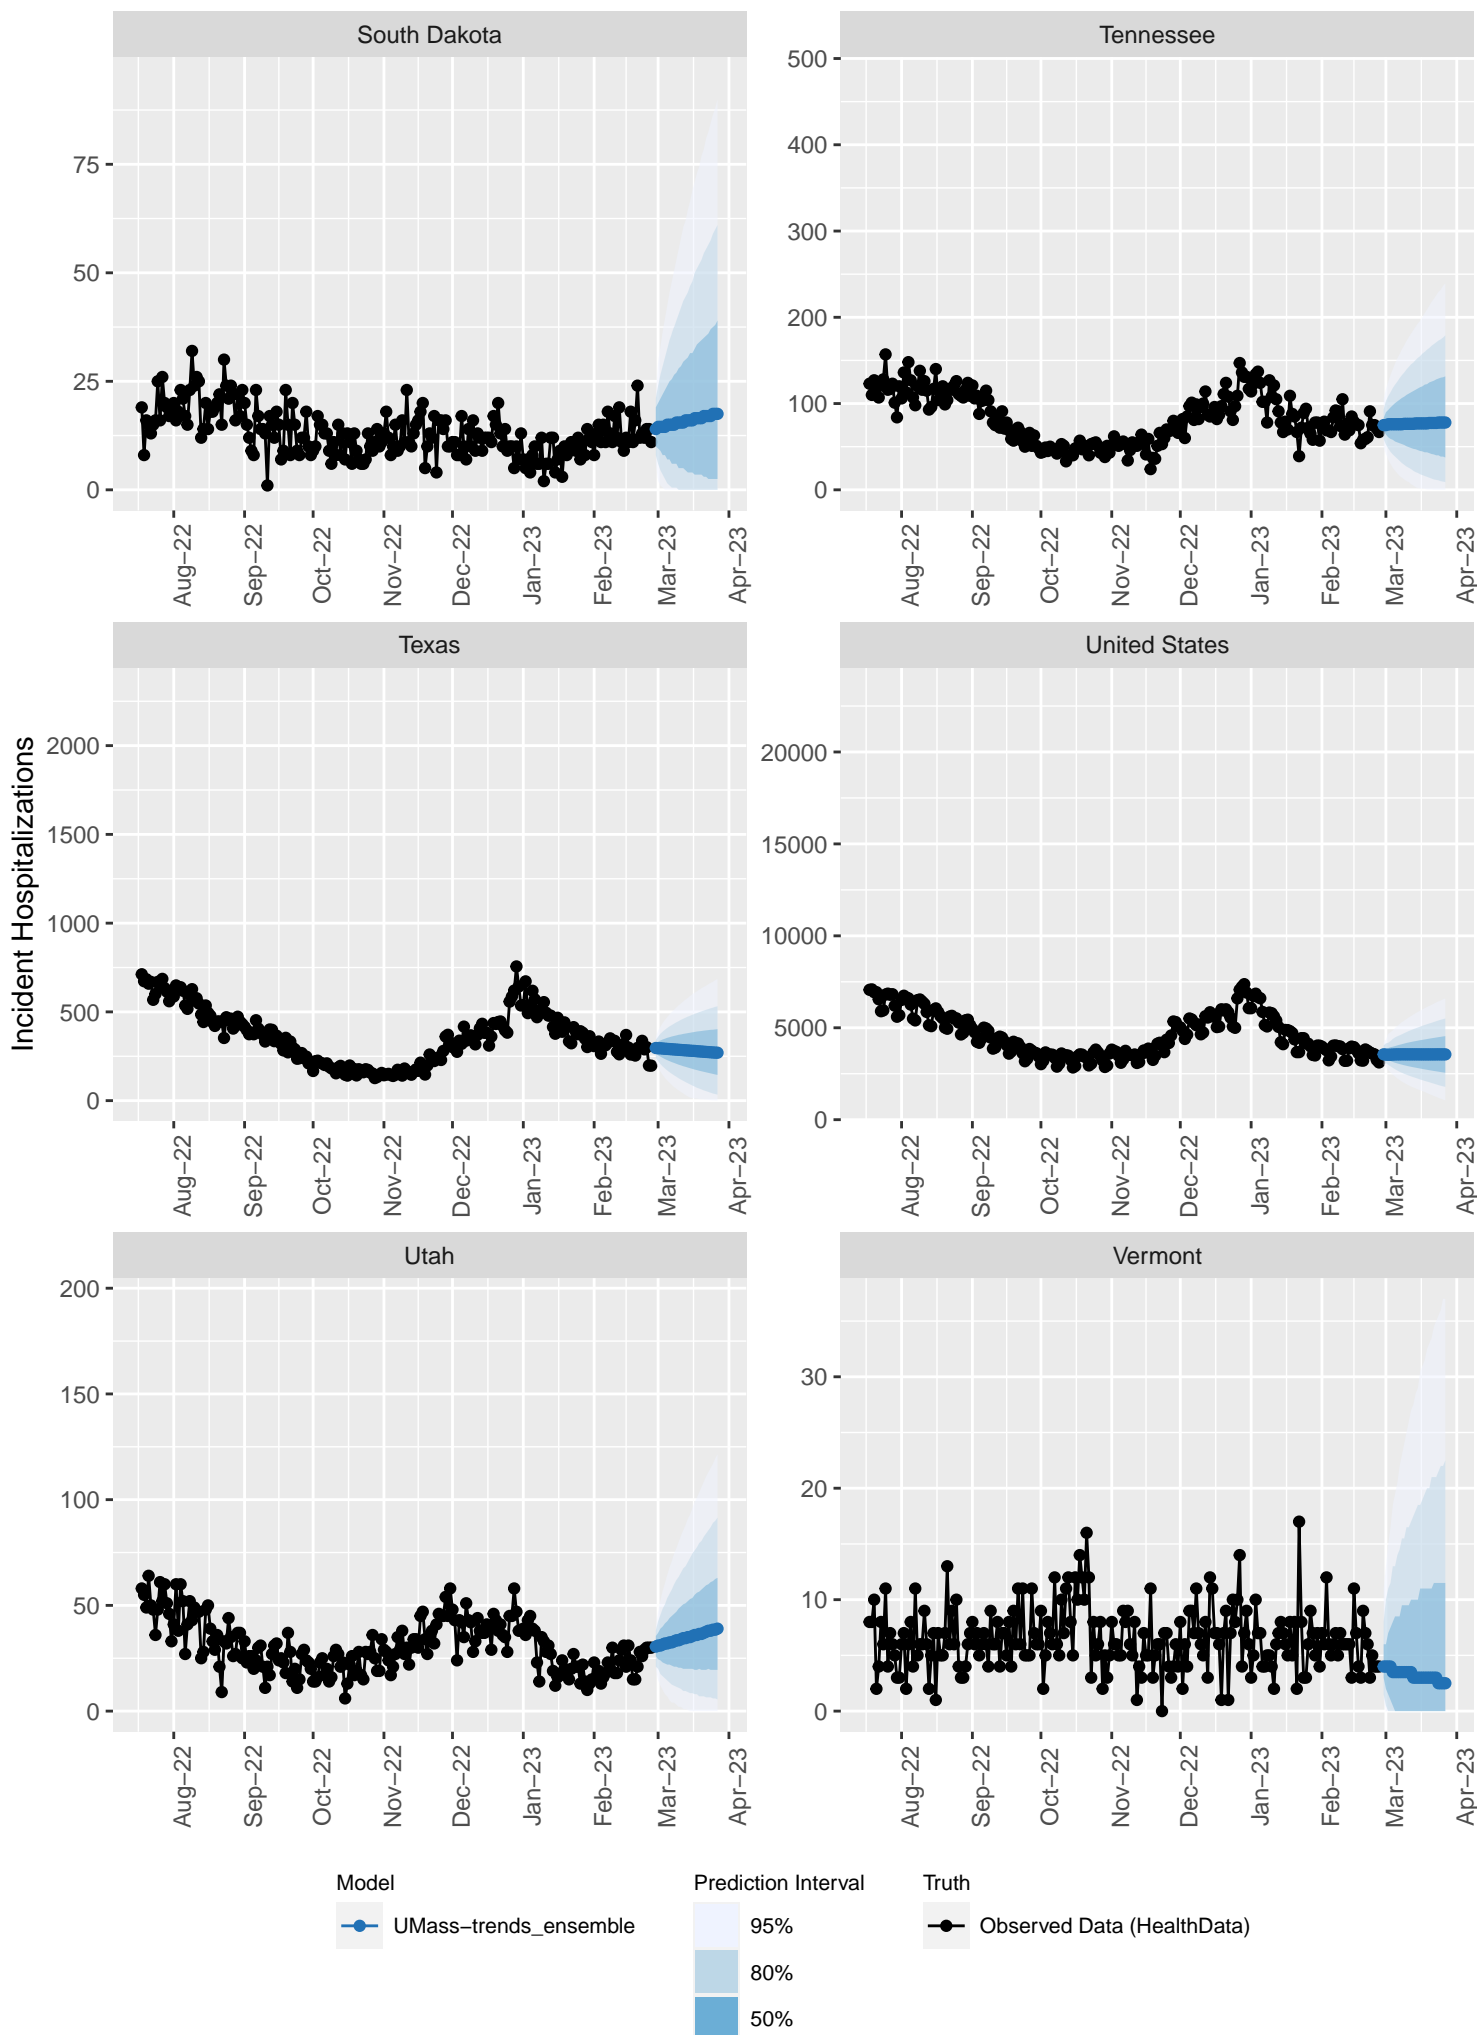 South Dakota
Tennessee
75
50
25
0
Aug−22
Sep−22
Oct−22
Nov−22
Dec−22
Jan−23
Feb−23
Mar−23
Apr−23
500
400
300
200
100
0
Aug−22
Sep−22
Oct−22
Nov−22
Dec−22
Jan−23
Feb−23
Mar−23
Apr−23
Incident Hospitalizations
Texas
United States
2000
1500
1000
500
0
Aug−22
Sep−22
Oct−22
Nov−22
Dec−22
Jan−23
Feb−23
Mar−23
Apr−23
20000
15000
10000
5000
0
Aug−22
Sep−22
Oct−22
Nov−22
Dec−22
Jan−23
Feb−23
Mar−23
Apr−23
Utah
Vermont
200
150
100
50
0
Aug−22
Sep−22
Oct−22
Nov−22
Dec−22
Jan−23
Feb−23
Mar−23
Apr−23
30
20
10
0
Aug−22
Sep−22
Oct−22
Nov−22
Dec−22
Jan−23
Feb−23
Mar−23
Apr−23
Model
UMass−trends_ensemble
Prediction Interval
95%
80%
50%
Truth
Observed Data (HealthData)